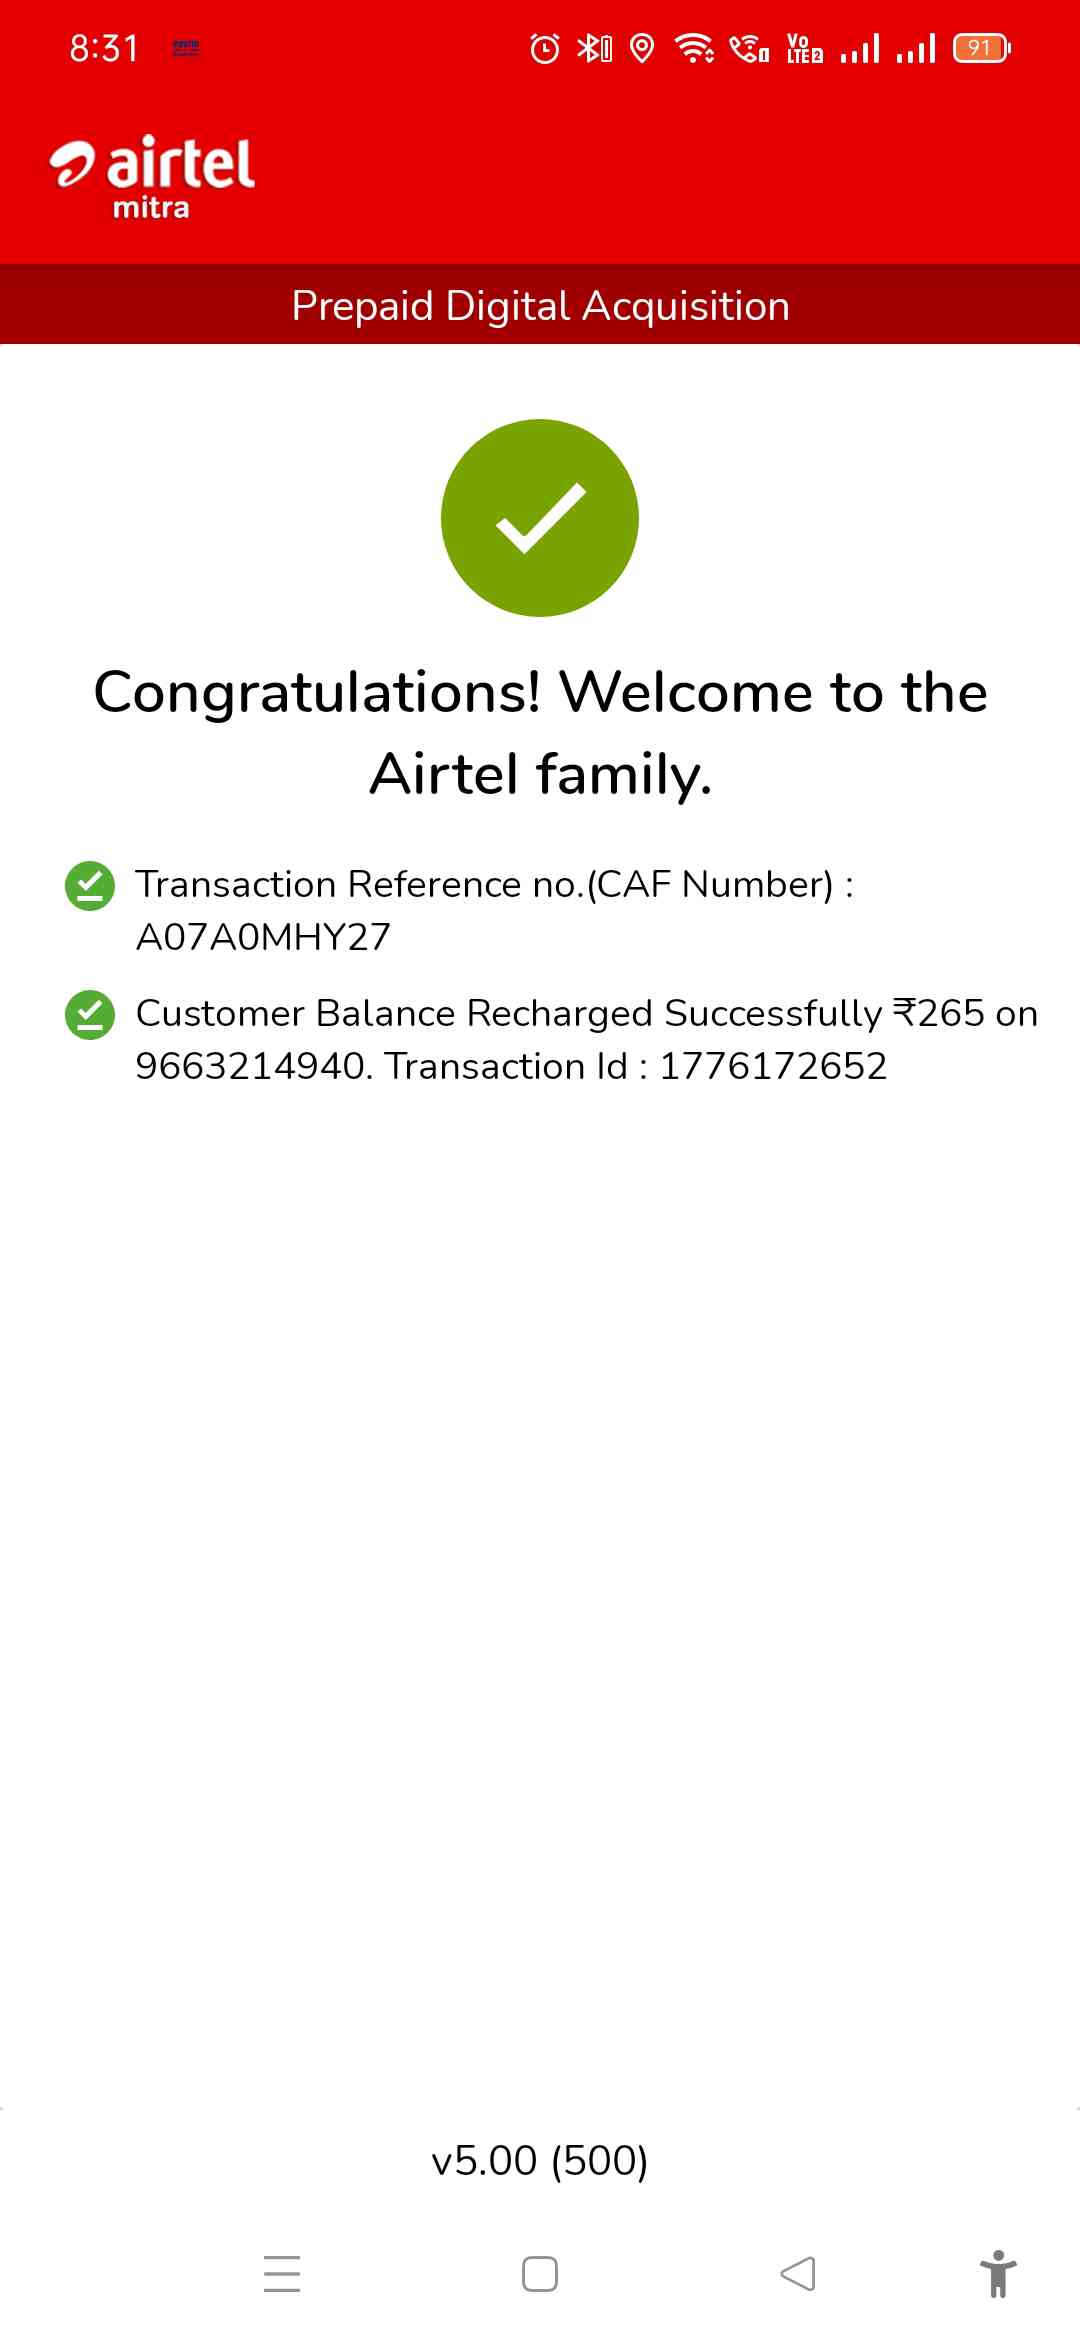 8:31
Vo
LTE2
91
airtel
mitra
Prepaid Digital Acquisition
Congratulations! Welcome to the
Airtel family.
Transaction Reference no.(CAF Number) :
A07A0MHY27
Customer Balance Recharged Successfully ₹265 on
9663214940. Transaction Id : 1776172652
v5.00 (500)